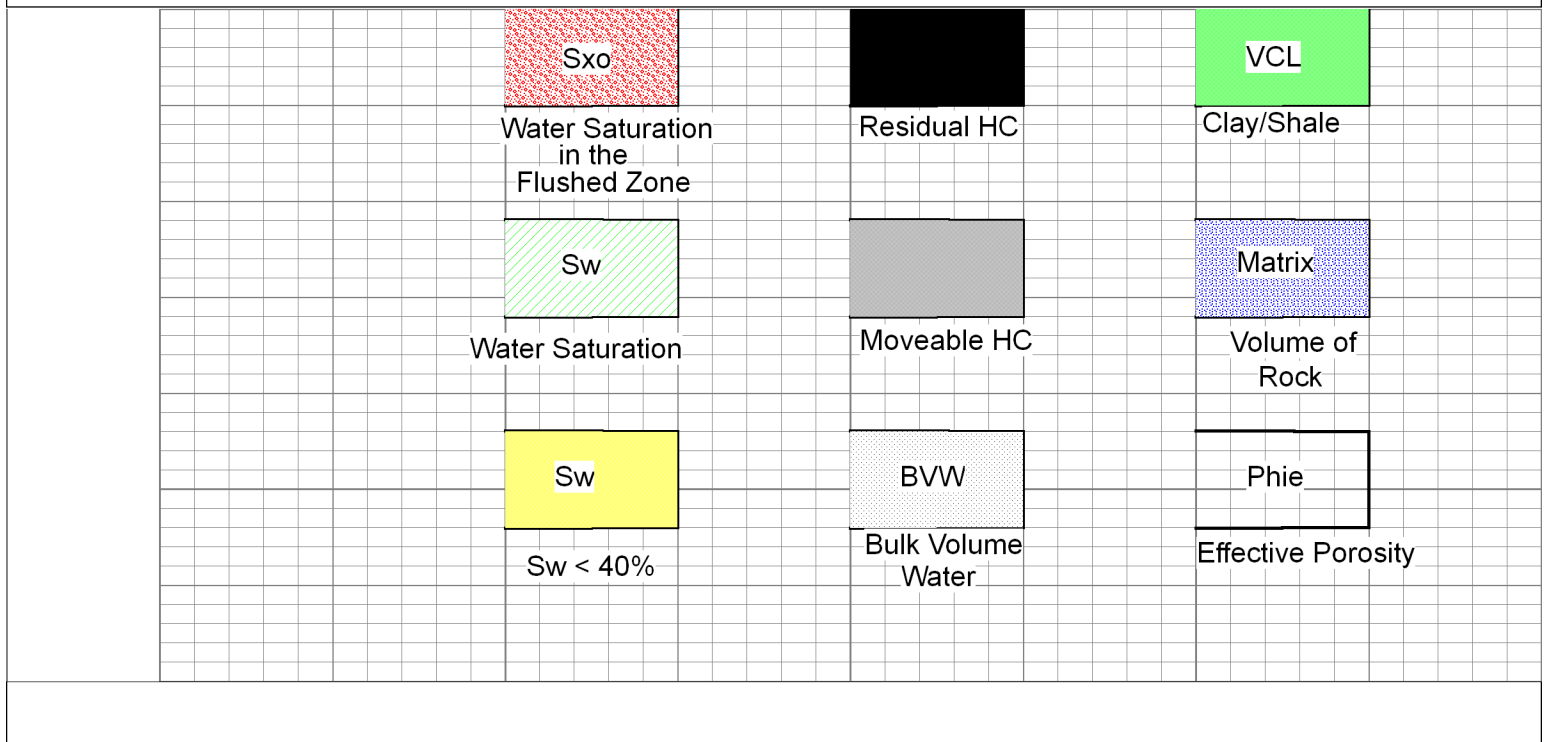 Sxo
VCL
Water Saturation
in the
Flushed Zone
Residual HC
Clay/Shale
Sw
Matrix
Water Saturation
Moveable HC
Volume of
Rock
Sw
BVW
Phie
Sw < 40%
Bulk Volume
Water
Effective Porosity